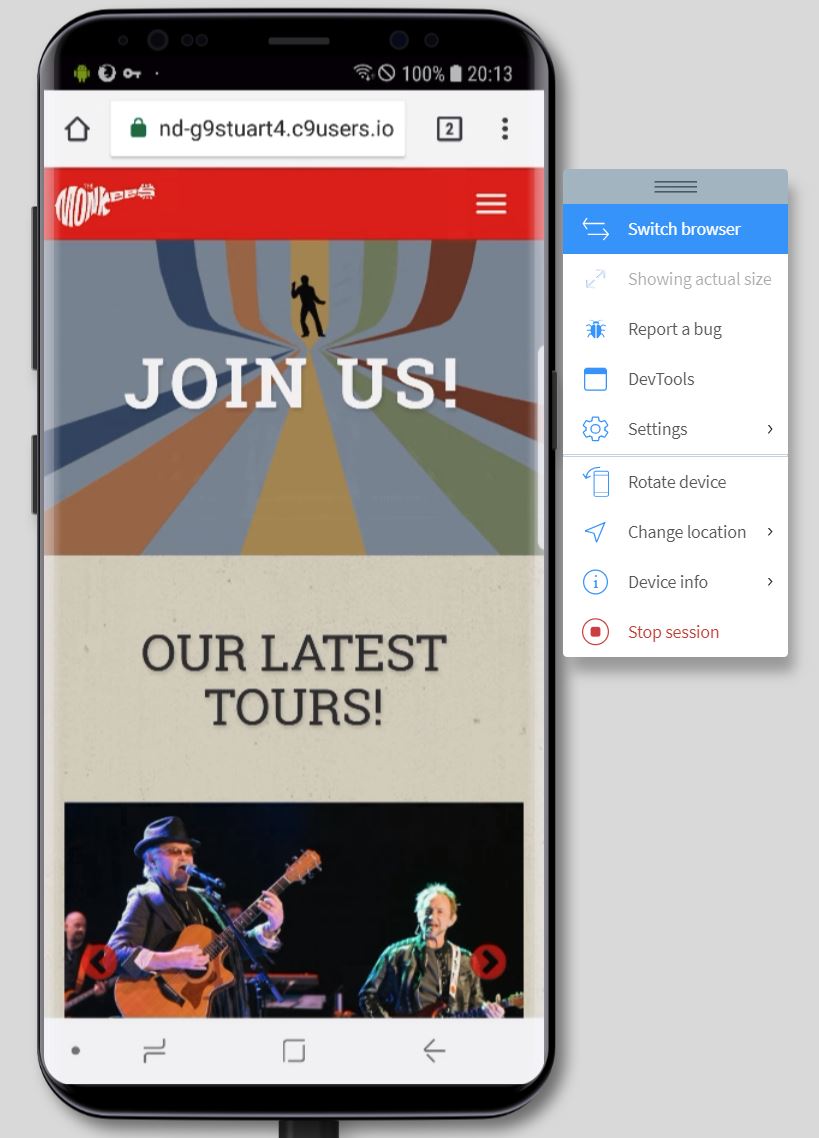 100% 20:13
nd-g9stuart4.c9users.io
2
THE
MONKEES
JOIN US!
OUR LATEST
TOURS!
Switch browser
Showing actual size
Report a bug
DevTools
Settings
Rotate device
Change location
Device info
Stop session